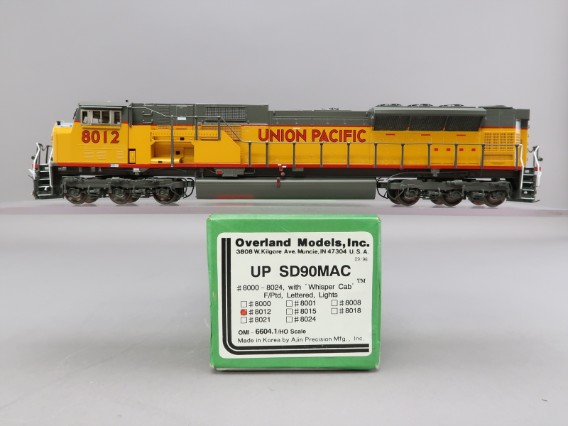 8012
UNION PACIFIC
Overland Models, Inc.
3808 W. Kilgore Ave. Muncie, IN 47304 U.S.A.
UP SD90MAC ™
#8000-8024, with "Whisper Cab"
F/Ptd, Lettered, Lights
#8000 #8001 #8008
#8012 #8015 #8018
#8021 #8024
OMI - 6604.1/HO Scale
Made in Korea by Ajin Precision Mfg., Inc.